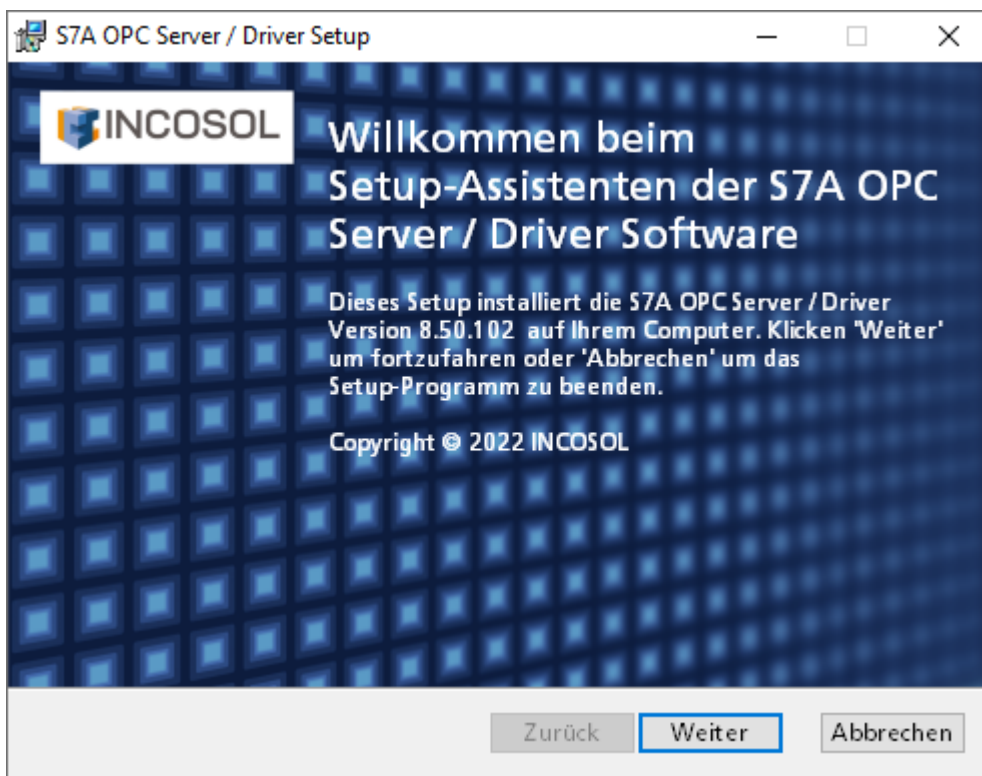 S7A OPC Server / Driver Setup
INCOSOL
Willkommen beim
Setup-Assistenten der S7A OPC
Server / Driver Software
Dieses Setup installiert die S7A OPC Server / Driver
Version 8.50.102 auf Ihrem Computer. Klicken 'Weiter'
um fortzufahren oder 'Abbrechen' um das
Setup-Programm zu beenden.
Copyright © 2022 INCOSOL
Zurück Weiter Abbrechen